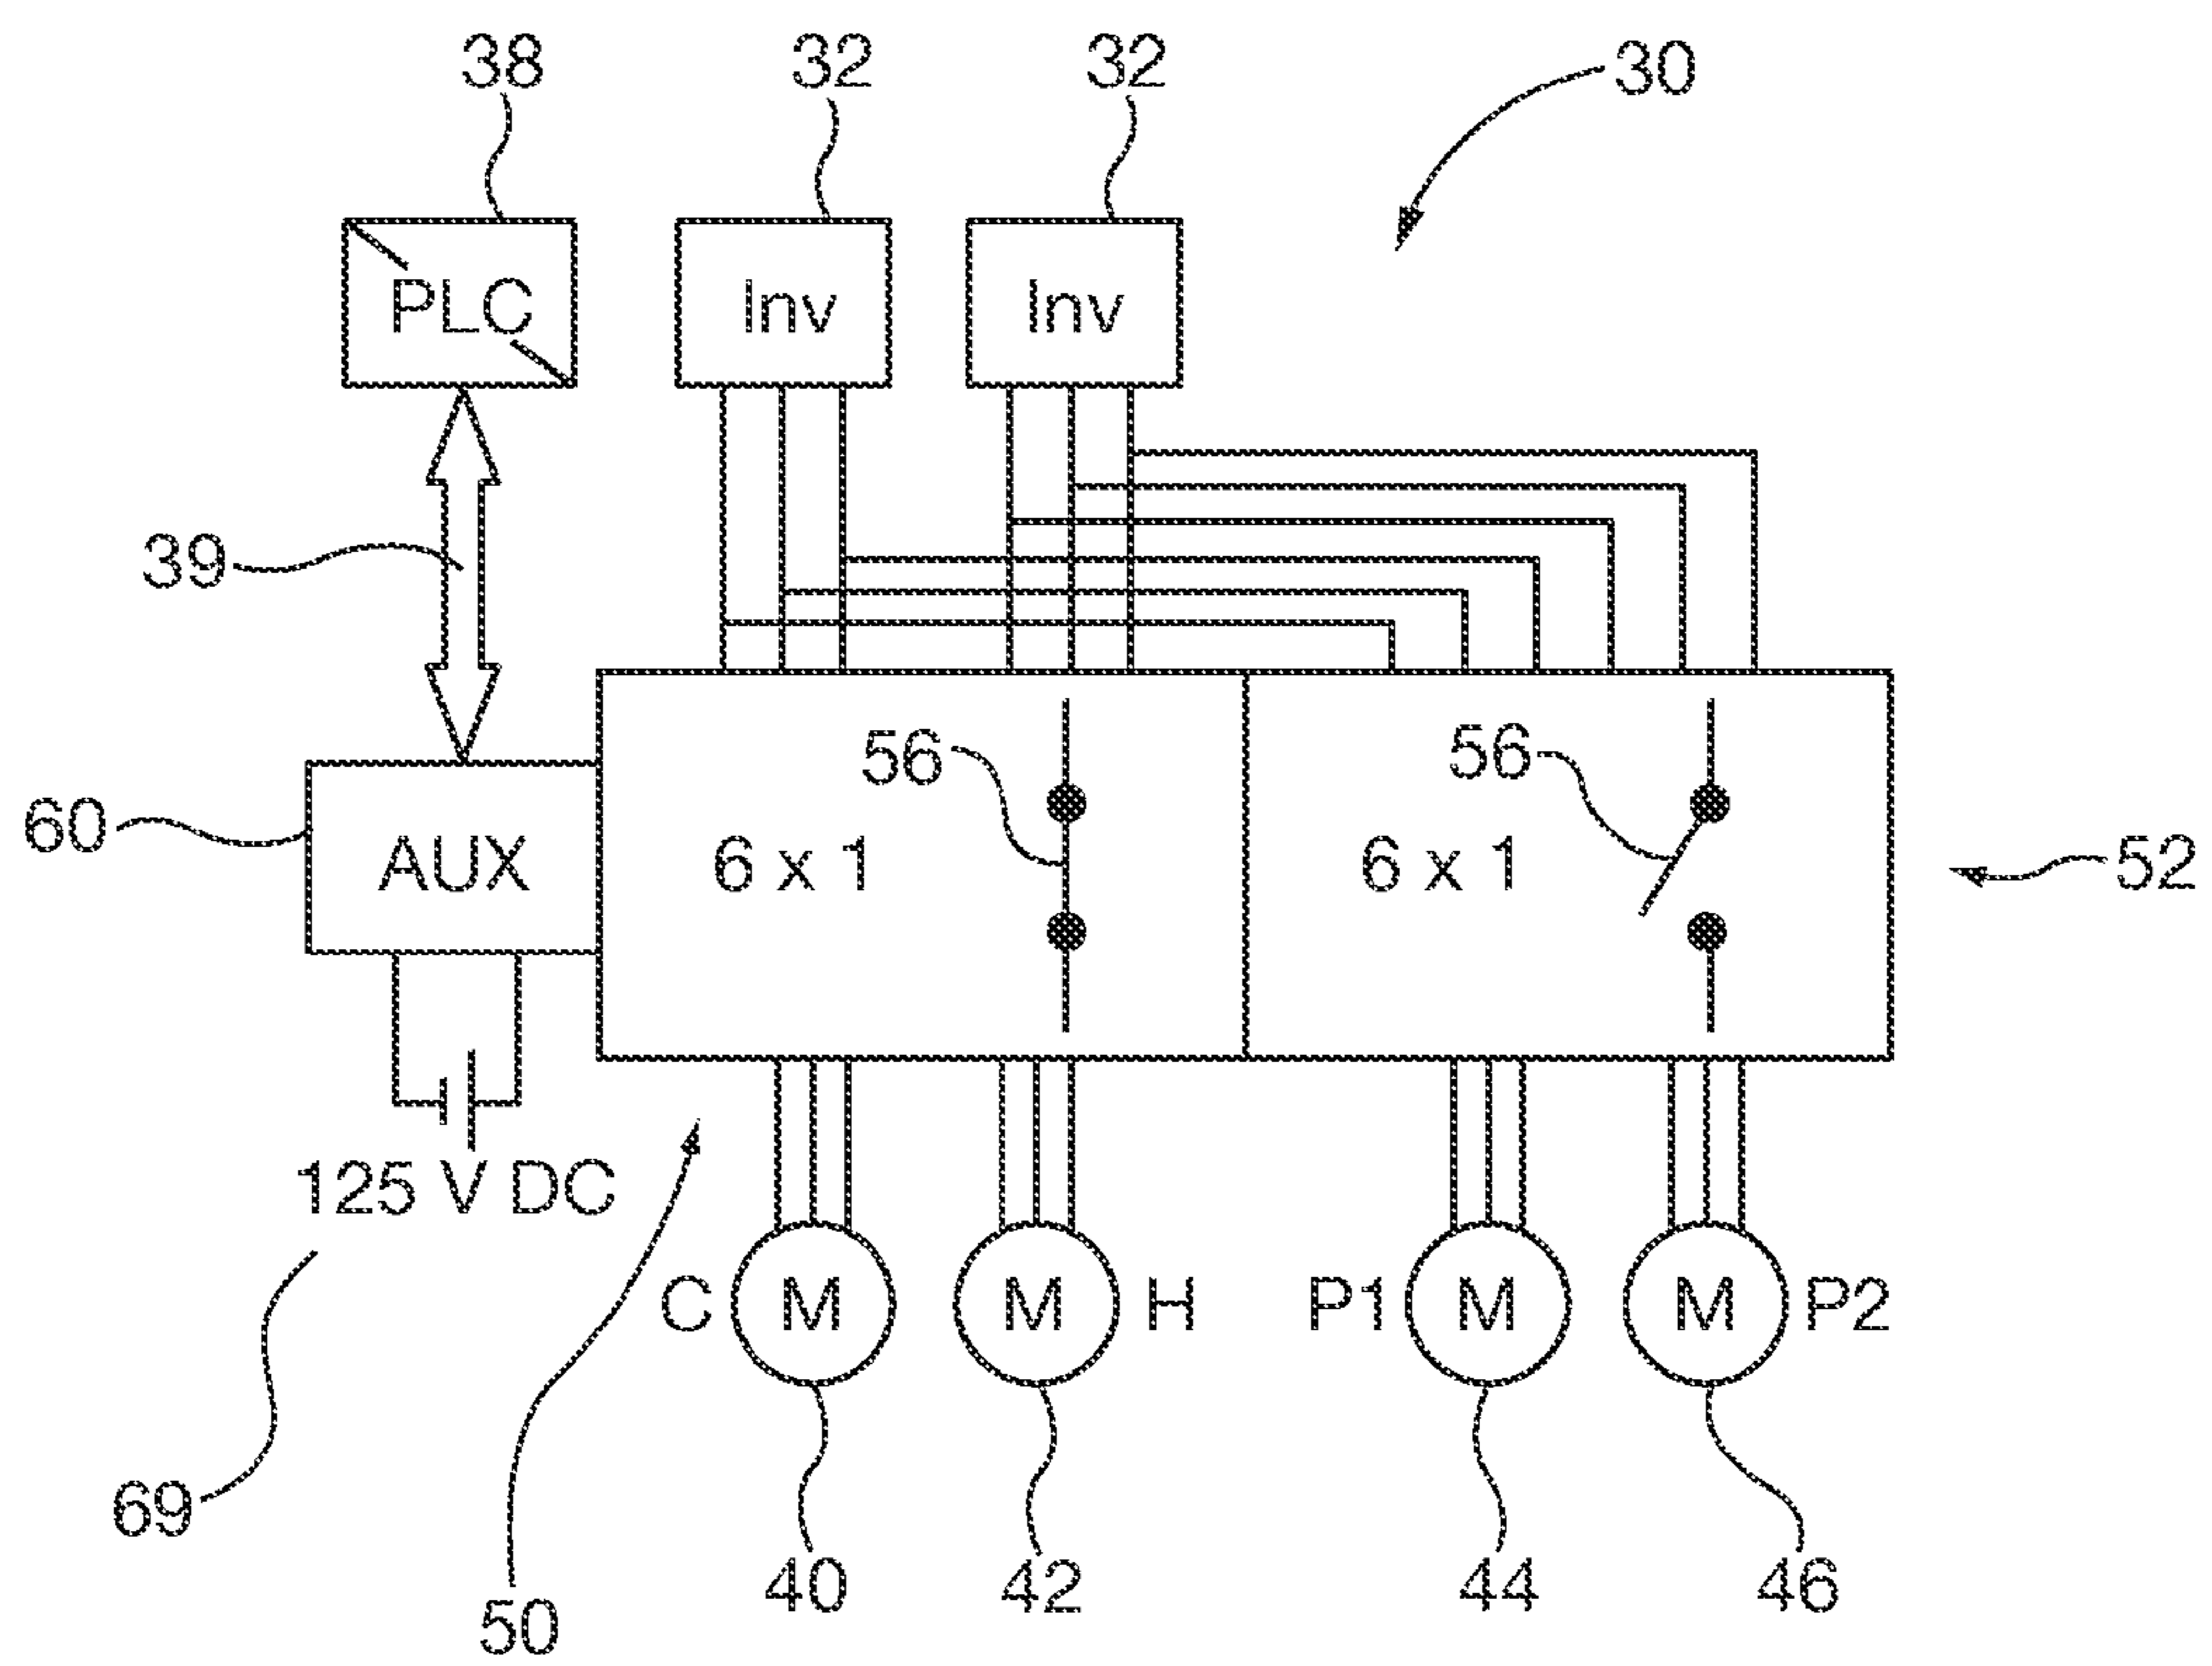 38 32 32 30
PLC Inv Inv
39
56 56
60 AUX 6 x 1 6 x 1 52
125 V DC
C M M H P1 M M P2
69
40 42 44 46
50